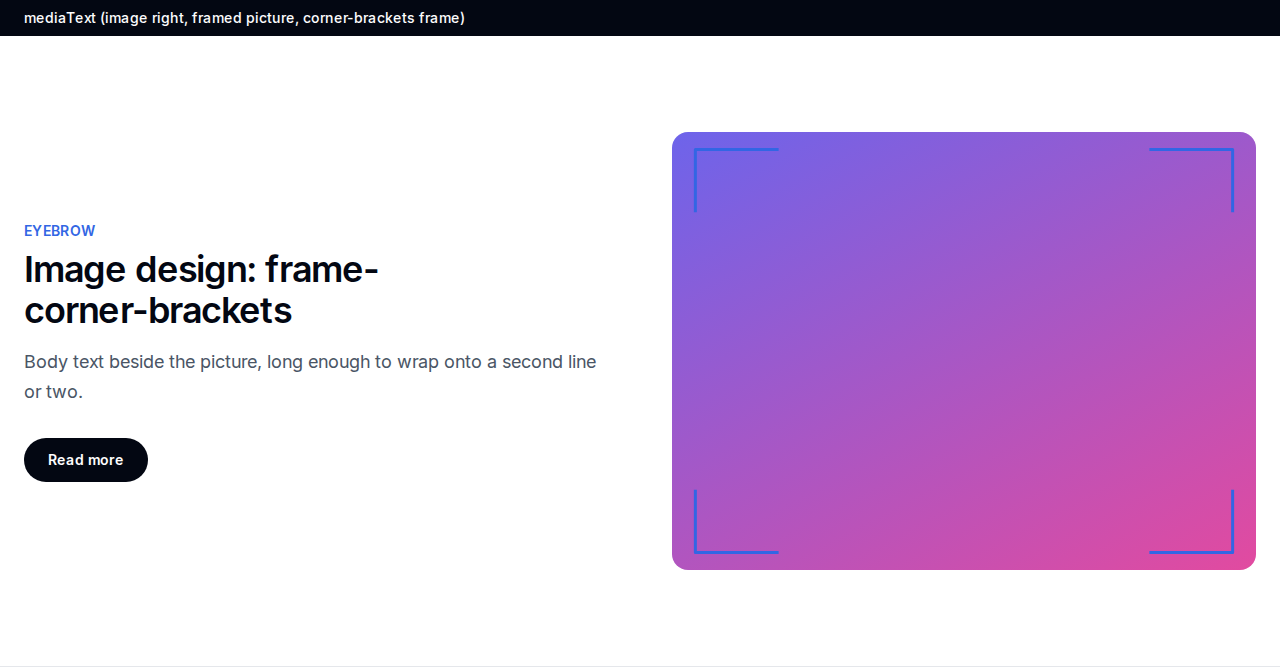 mediaText (image right, framed picture, corner-brackets frame)
EYEBROW
Image design: frame-
corner-brackets
Body text beside the picture, long enough to wrap onto a second line
or two.
Read more